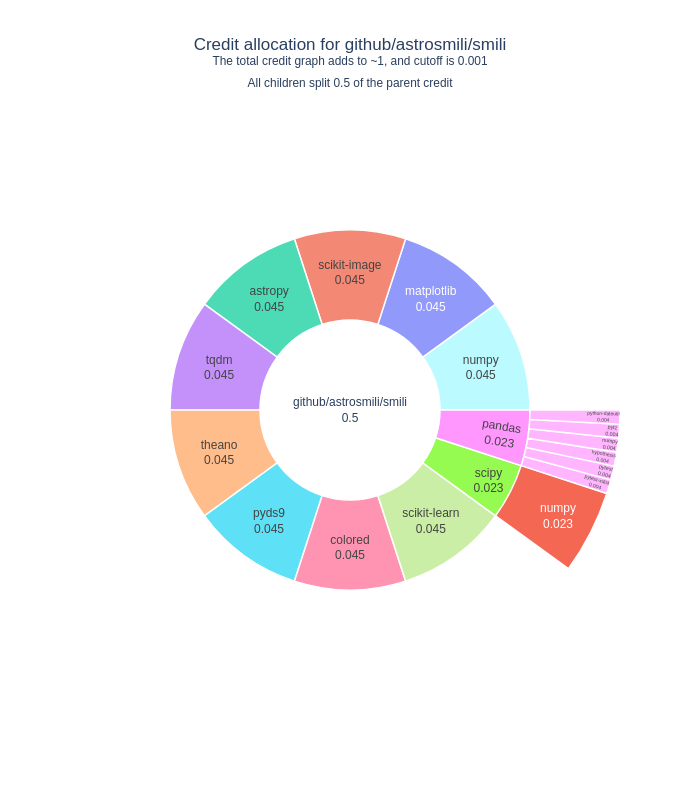 Credit allocation for github/astrosmili/smili
The total credit graph adds to ~1, and cutoff is 0.001
All children split 0.5 of the parent credit
scikit-image
0.045
astropy
0.045
matplotlib
0.045
tqdm
0.045
numpy
0.045
github/astrosmili/smili
0.5
python-dateutil
0.004
pytz
0.004
numpy
0.004
hypothesis
0.004
pytest
0.004
pytest-xdist
0.004
pandas
0.023
theano
0.045
scipy
0.023
numpy
0.023
pyds9
0.045
scikit-learn
0.045
colored
0.045